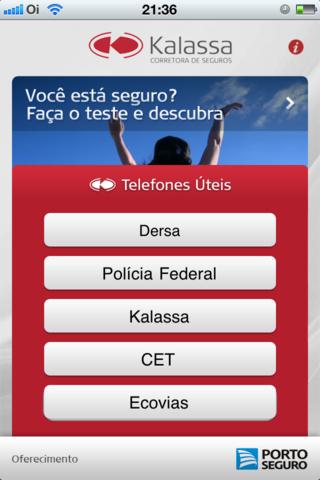 Oi 21:36
Kalassa
CORRETORA DE SEGUROS
i
Você está seguro?
Faça o teste e descubra
Telefones Úteis
Dersa
Polícia Federal
Kalassa
CET
Ecovias
Oferecimento
PORTO
SEGURO